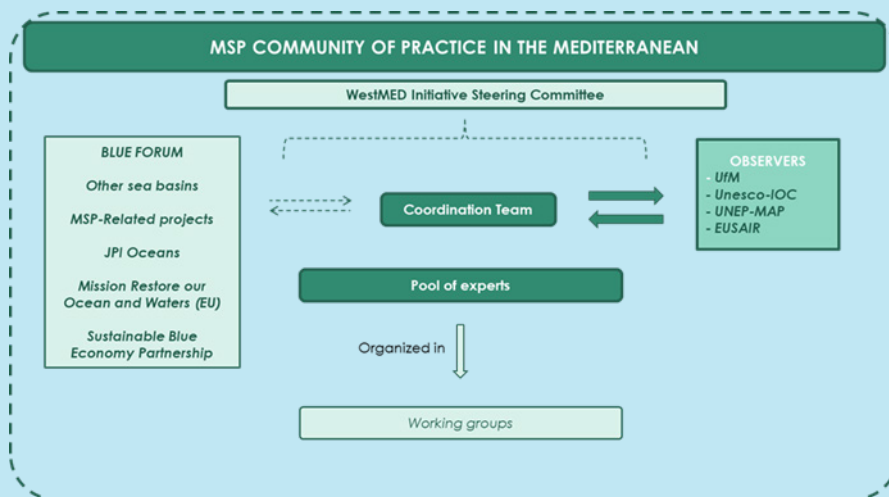 MSP COMMUNITY OF PRACTICE IN THE MEDITERRANEAN
WestMED Initiative Steering Committee
BLUE FORUM
Other sea basins
MSP-Related projects
JPI Oceans
Mission Restore our
Ocean and Waters (EU)
Sustainable Blue
Economy Partnership
Coordination Team
OBSERVERS
- UfM
- Unesco-IOC
- UNEP-MAP
- EUSAIR
Pool of experts
Organized in
Working groups